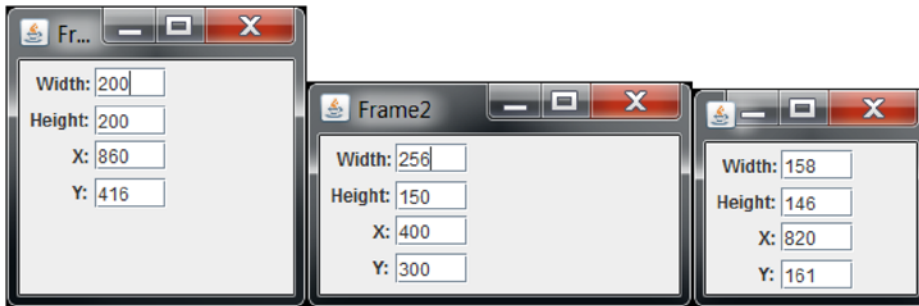 Fr...
Width: 200
Height: 200
X: 860
Y: 416
Frame2
Width: 256
Height: 150
X: 400
Y: 300
Width: 158
Height: 146
X: 820
Y: 161